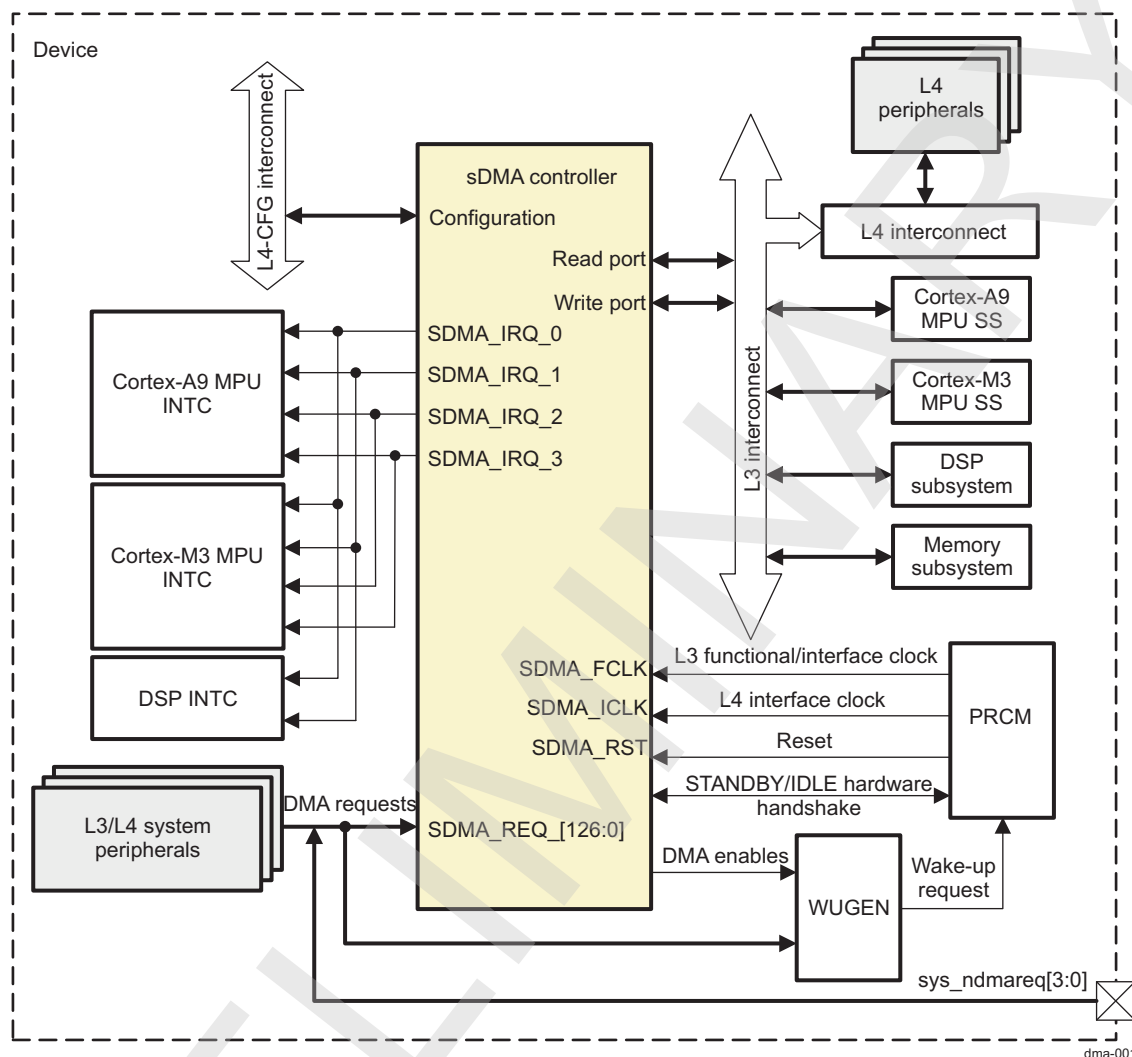 Device
L4-CFG interconnect
L4
peripherals
sDMA controller
Configuration
Read port
Write port
L4 interconnect
L3 interconnect
Cortex-A9
MPU SS
Cortex-M3
MPU SS
DSP
subsystem
Memory
subsystem
Cortex-A9 MPU
INTC
SDMA_IRQ_0
SDMA_IRQ_1
SDMA_IRQ_2
SDMA_IRQ_3
Cortex-M3 MPU
INTC
DSP INTC
SDMA_FCLK
L3 functional/interface clock
SDMA_ICLK
L4 interface clock
SDMA_RST
Reset
PRCM
STANDBY/IDLE hardware
handshake
L3/L4 system
peripherals
DMA requests
SDMA_REQ_[126:0]
DMA enables
WUGEN
Wake-up
request
sys_ndmareq[3:0]
dma-001